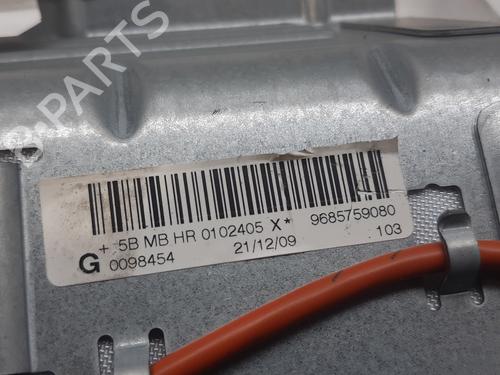 B-PARTS
+ 5B MB HR 0102405 X* 9685759080
G 0098454 21/12/09 103